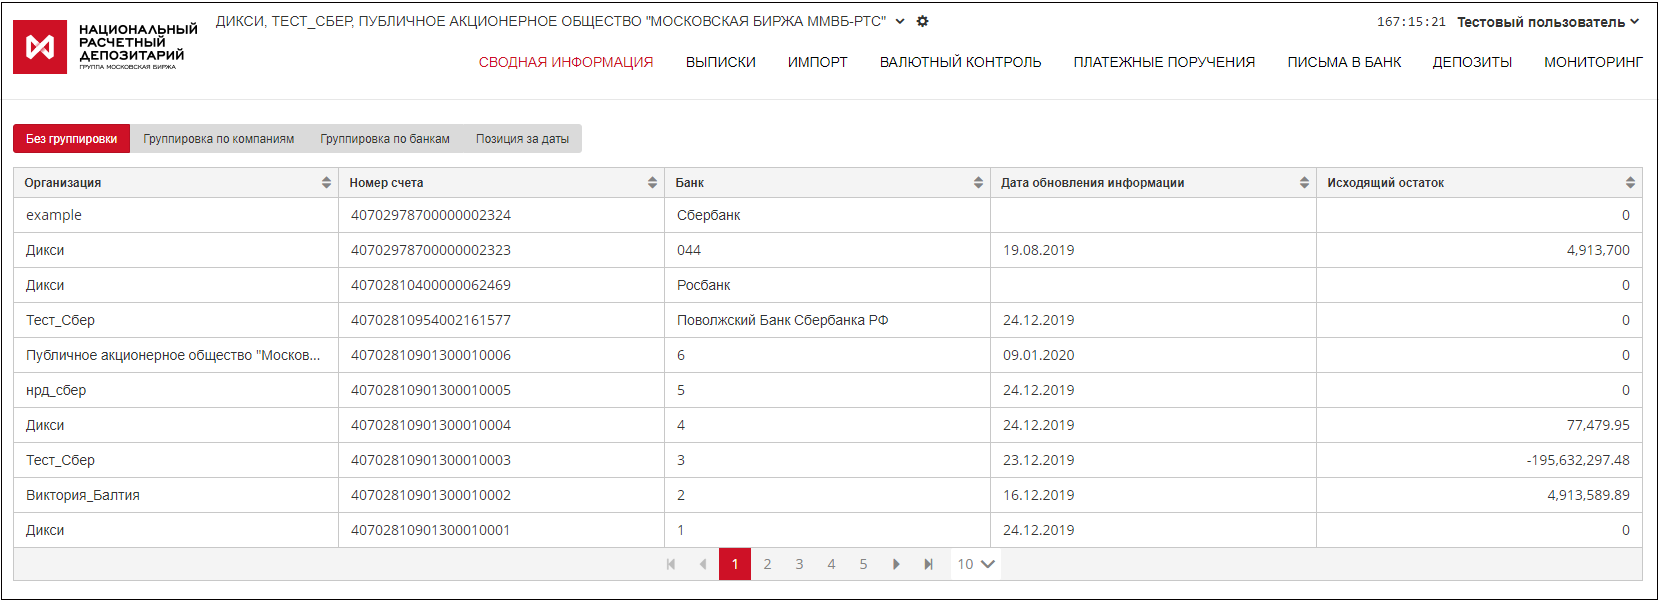 НАЦИОНАЛЬНЫЙ
РАСЧЕТНЫЙ
ДЕПОЗИТАРИЙ
ГРУППА МОСКОВСКАЯ БИРЖА
ДИКСИ, ТЕСТ_СБЕР, ПУБЛИЧНОЕ АКЦИОНЕРНОЕ ОБЩЕСТВО "МОСКОВСКАЯ БИРЖА ММВБ-РТС" 167:15:21 Тестовый пользователь
СВОДНАЯ ИНФОРМАЦИЯ ВЫПИСКИ ИМПОРТ ВАЛЮТНЫЙ КОНТРОЛЬ ПЛАТЕЖНЫЕ ПОРУЧЕНИЯ ПИСЬМА В БАНК ДЕПОЗИТЫ МОНИТОРИНГ
Без группировки Группировка по компаниям Группировка по банкам Позиция за даты
Организация Номер счета Банк Дата обновления информации Исходящий остаток
example 40702978700000002324 Сбербанк 0
Дикси 40702978700000002323 044 19.08.2019 4,913,700
Дикси 40702810400000062469 Росбанк 0
Тест_Сбер 40702810954002161577 Поволжский Банк Сбербанка РФ 24.12.2019 0
Публичное акционерное общество "Москов... 40702810901300010006 6 09.01.2020 0
нрд_сбер 40702810901300010005 5 24.12.2019 0
Дикси 40702810901300010004 4 24.12.2019 77,479.95
Тест_Сбер 40702810901300010003 3 23.12.2019 -195,632,297.48
Виктория_Балтия 40702810901300010002 2 16.12.2019 4,913,589.89
Дикси 40702810901300010001 1 24.12.2019 0
1 2 3 4 5 10